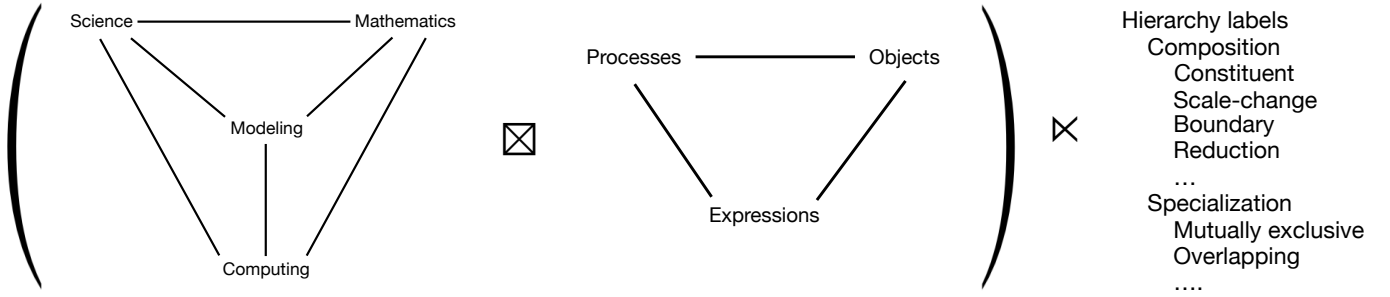 Science
Mathematics
Modeling
Computing
⊠
Processes
Objects
Expressions
⋉
Hierarchy labels
Composition
Constituent
Scale-change
Boundary
Reduction
…
Specialization
Mutually exclusive
Overlapping
….